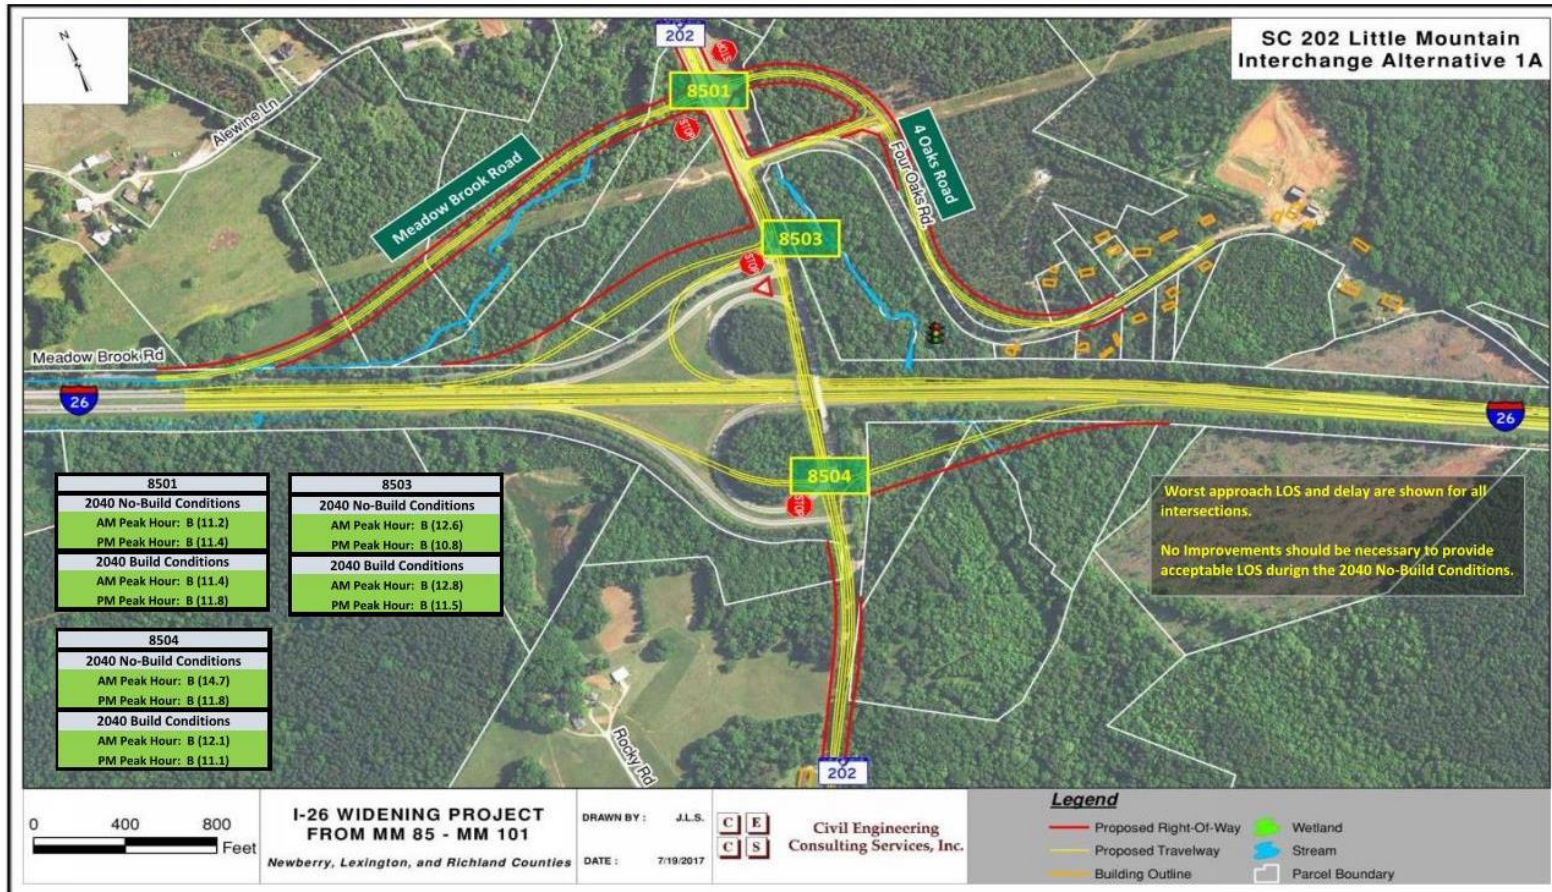 N
SC 202 Little Mountain
Interchange Alternative 1A
202
STOP
8501
STOP
Alewine Ln
Meadow Brook Road
4 Oaks Road
Four Oaks Rd.
8503
STOP
Meadow Brook Rd
26
26
8504
STOP
8501
2040 No-Build Conditions
AM Peak Hour: B (11.2)
PM Peak Hour: B (11.4)
2040 Build Conditions
AM Peak Hour: B (11.4)
PM Peak Hour: B (11.8)
8503
2040 No-Build Conditions
AM Peak Hour: B (12.6)
PM Peak Hour: B (10.8)
2040 Build Conditions
AM Peak Hour: B (12.8)
PM Peak Hour: B (11.5)
8504
2040 No-Build Conditions
AM Peak Hour: B (14.7)
PM Peak Hour: B (11.8)
2040 Build Conditions
AM Peak Hour: B (12.1)
PM Peak Hour: B (11.1)
Worst approach LOS and delay are shown for all
intersections.
No Improvements should be necessary to provide
acceptable LOS durign the 2040 No-Build Conditions.
Rocky Rd
202
0 400 800
Feet
I-26 WIDENING PROJECT
FROM MM 85 - MM 101
Newberry, Lexington, and Richland Counties
DRAWN BY : J.L.S.
DATE : 7/19/2017
C E
C S
Civil Engineering
Consulting Services, Inc.
Legend
Proposed Right-Of-Way
Proposed Travelway
Building Outline
Wetland
Stream
Parcel Boundary